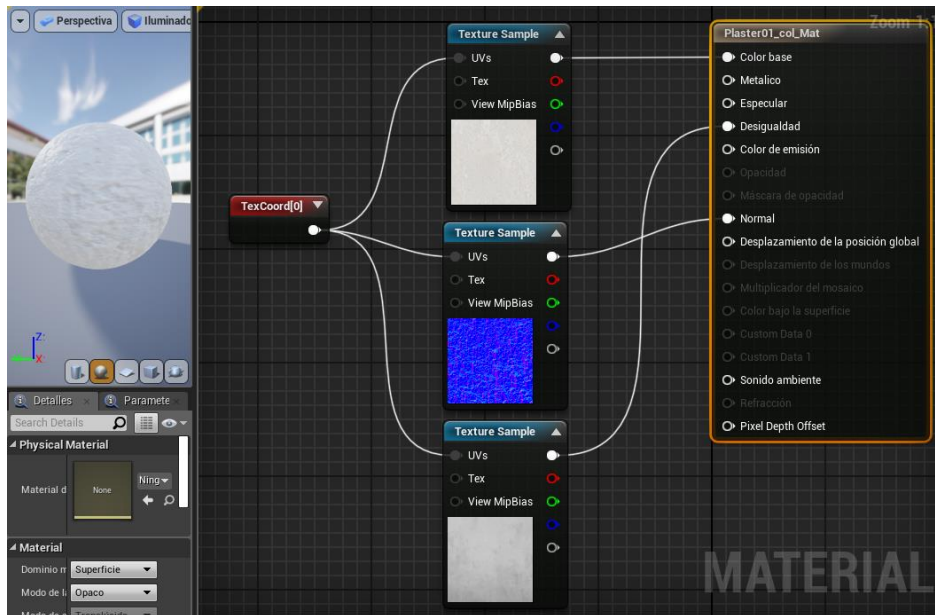 Perspectiva
Iluminado
Zoom 1:1
TexCoord[0]
Texture Sample
UVs
Tex
View MipBias
Texture Sample
UVs
Tex
View MipBias
Texture Sample
UVs
Tex
View MipBias
Plaster01_col_Mat
Color base
Metalico
Especular
Desigualdad
Color de emisión
Opacidad
Máscara de opacidad
Normal
Desplazamiento de la posición global
Desplazamiento de los mundos
Multiplicador del mosaico
Color bajo la superficie
Custom Data 0
Custom Data 1
Sonido ambiente
Refracción
Pixel Depth Offset
Z
X
Detalles
Paramete
Search Details
Physical Material
Material d
None
Ning
Material
Dominio m
Superficie
Modo de l
Opaco
MATERIAL